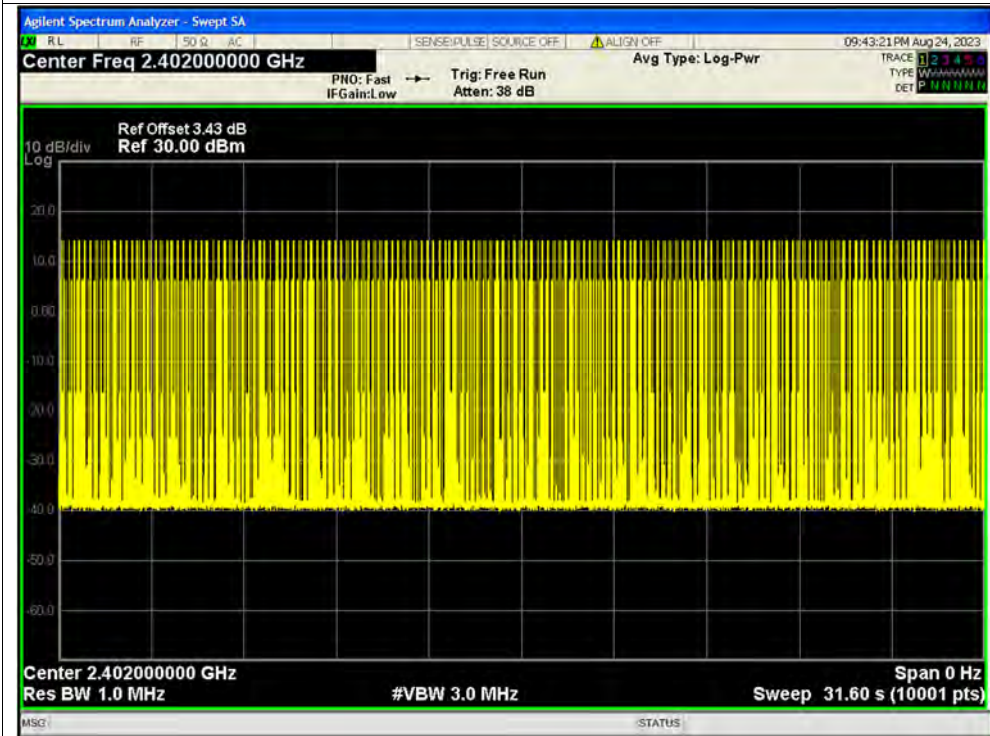 Agilent Spectrum Analyzer - Swept SA
RL RF 50 Ω AC SENSE:PULSE SOURCE OFF ALIGN OFF 09:43:21 PM Aug 24, 2023
Center Freq 2.402000000 GHz
PNO: Fast
IFGain:Low
Trig: Free Run
Atten: 38 dB
Avg Type: Log-Pwr
TRACE 1 2 3 4 5 6
TYPE W
DET P N N N N N
Ref Offset 3.43 dB
10 dB/div Ref 30.00 dBm
Log
20.0
10.0
0.00
-10.0
-20.0
-30.0
-40.0
-50.0
-60.0
Center 2.402000000 GHz Span 0 Hz
Res BW 1.0 MHz #VBW 3.0 MHz Sweep 31.60 s (10001 pts)
MSG STATUS